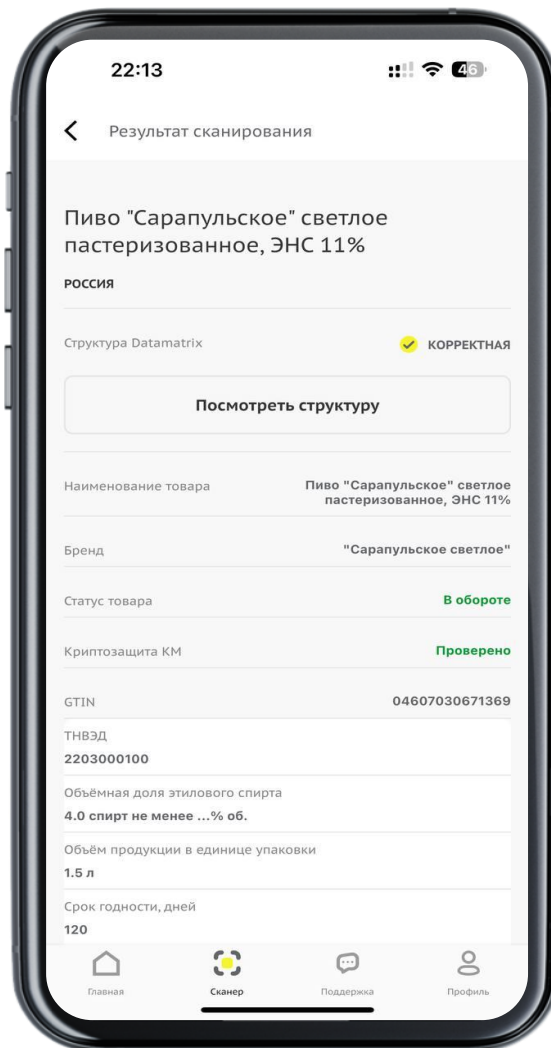 22:13
46
Результат сканирования
Пиво "Сарапульское" светлое
пастеризованное, ЭНС 11%
РОССИЯ
Структура Datamatrix
КОРРЕКТНАЯ
Посмотреть структуру
Наименование товара
Пиво "Сарапульское" светлое
пастеризованное, ЭНС 11%
Бренд
"Сарапульское светлое"
Статус товара
В обороте
Криптозащита КМ
Проверено
GTIN
04607030671369
ТНВЭД
2203000100
Объёмная доля этилового спирта
4.0 спирт не менее ...% об.
Объём продукции в единице упаковки
1.5 л
Срок годности, дней
120
Главная
Сканер
Поддержка
Профиль